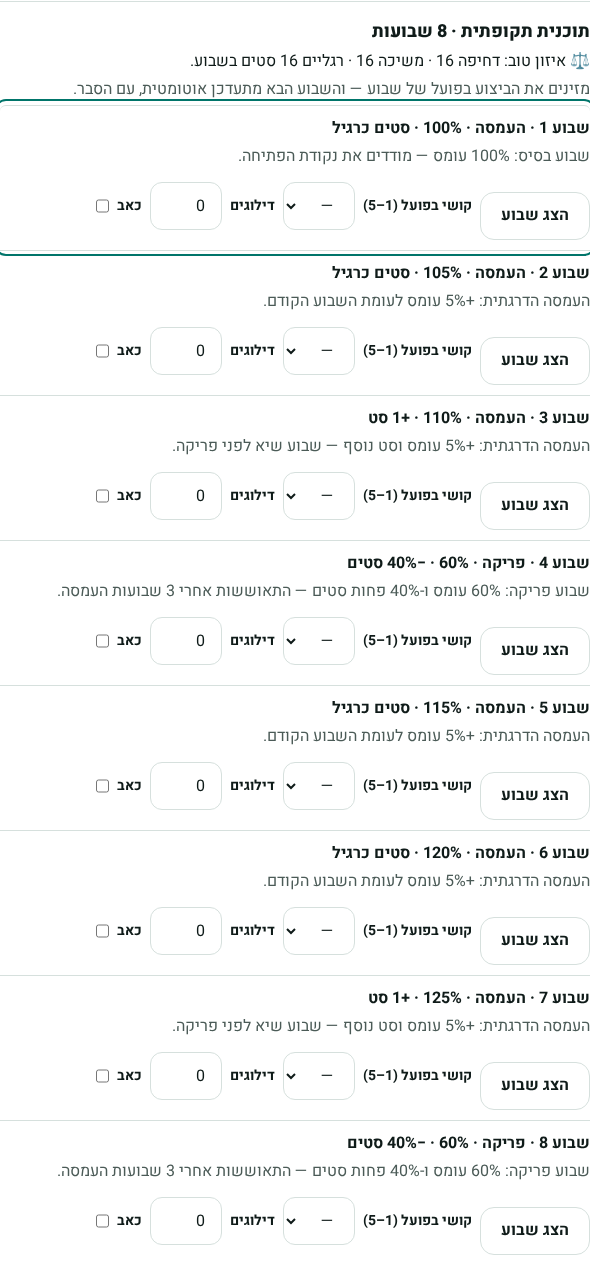 תוכנית תקופתית · 8 שבועות
⚖️ איזון טוב: דחיפה 16 · משיכה 16 · רגליים 16 סטים בשבוע.
מזינים את הביצוע בפועל של שבוע — והשבוע הבא מתעדכן אוטומטית, עם הסבר.
שבוע 1 · העמסה · 100% · סטים כרגיל
שבוע בסיס: 100% עומס — מודדים את נקודת הפתיחה.
הצג שבוע קושי בפועל (1–5) — דילוגים 0 כאב
שבוע 2 · העמסה · 105% · סטים כרגיל
העמסה הדרגתית: +5% עומס לעומת השבוע הקודם.
הצג שבוע קושי בפועל (1–5) — דילוגים 0 כאב
שבוע 3 · העמסה · 110% · +1 סט
העמסה הדרגתית: +5% עומס וסט נוסף — שבוע שיא לפני פריקה.
הצג שבוע קושי בפועל (1–5) — דילוגים 0 כאב
שבוע 4 · פריקה · 60% · −40% סטים
שבוע פריקה: 60% עומס ו-40% פחות סטים — התאוששות אחרי 3 שבועות העמסה.
הצג שבוע קושי בפועל (1–5) — דילוגים 0 כאב
שבוע 5 · העמסה · 115% · סטים כרגיל
העמסה הדרגתית: +5% עומס לעומת השבוע הקודם.
הצג שבוע קושי בפועל (1–5) — דילוגים 0 כאב
שבוע 6 · העמסה · 120% · סטים כרגיל
העמסה הדרגתית: +5% עומס לעומת השבוע הקודם.
הצג שבוע קושי בפועל (1–5) — דילוגים 0 כאב
שבוע 7 · העמסה · 125% · +1 סט
העמסה הדרגתית: +5% עומס וסט נוסף — שבוע שיא לפני פריקה.
הצג שבוע קושי בפועל (1–5) — דילוגים 0 כאב
שבוע 8 · פריקה · 60% · −40% סטים
שבוע פריקה: 60% עומס ו-40% פחות סטים — התאוששות אחרי 3 שבועות העמסה.
הצג שבוע קושי בפועל (1–5) — דילוגים 0 כאב